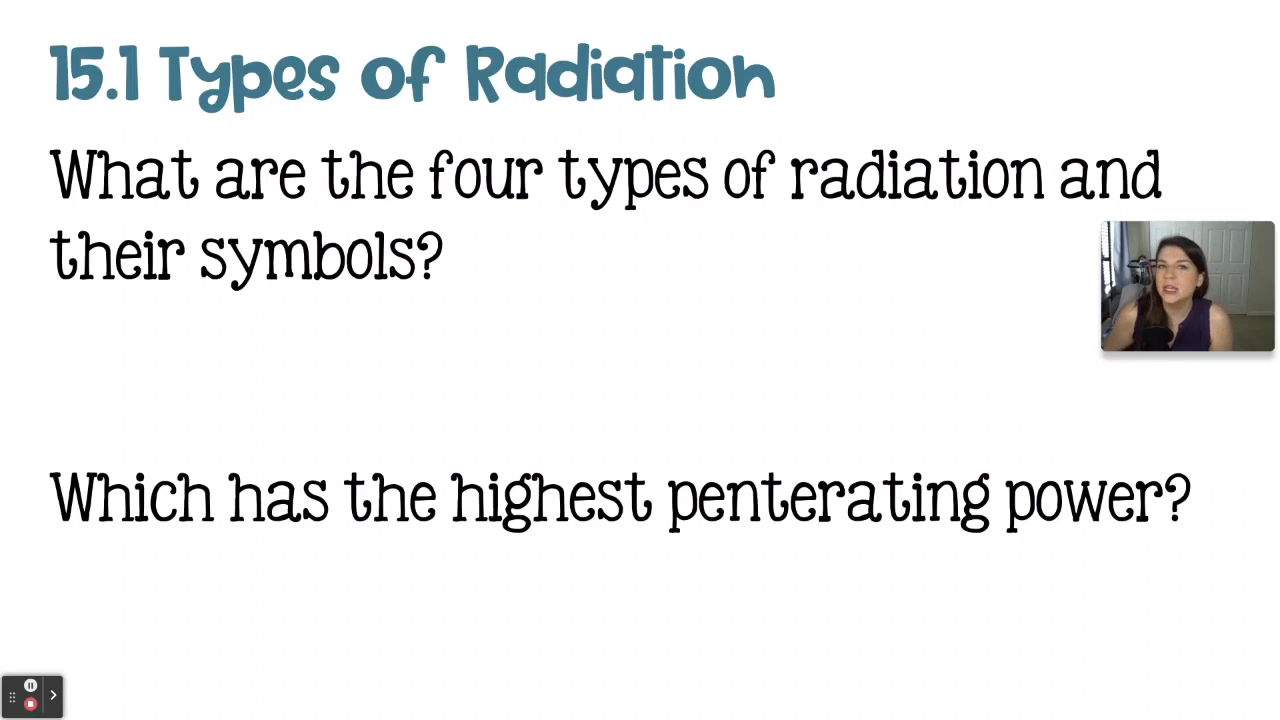 15.1 Types of Radiation
What are the four types of radiation and
their symbols?
Which has the highest penterating power?